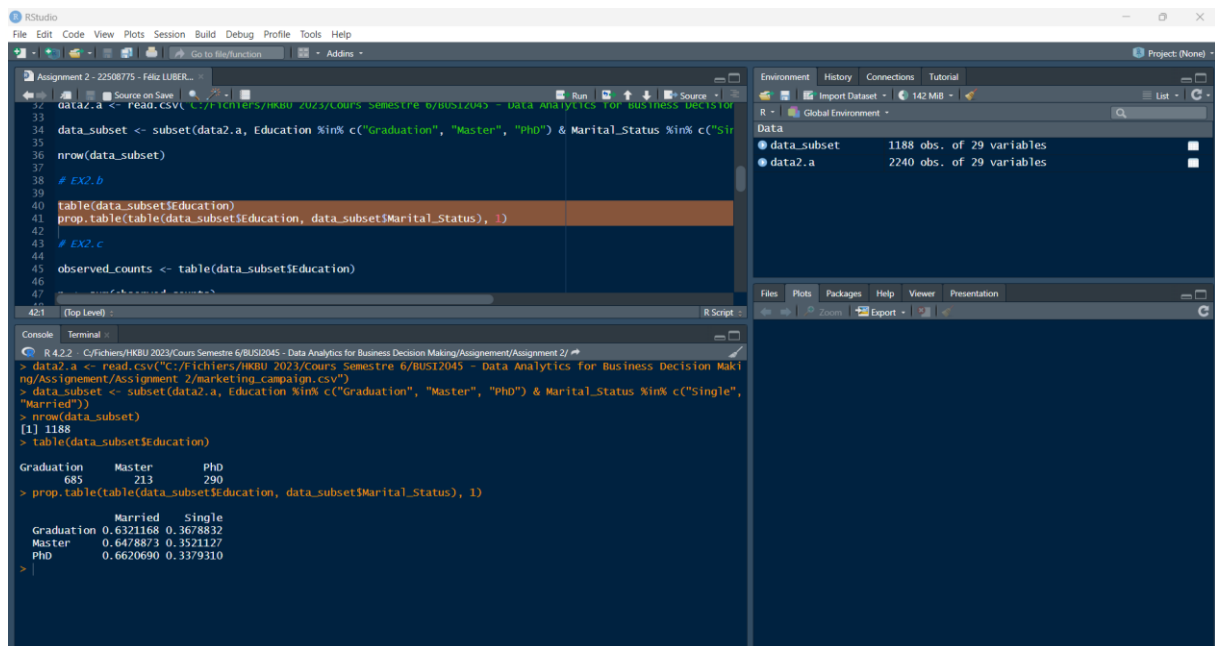 RStudio
File Edit Code View Plots Session Build Debug Profile Tools Help
Go to file/function Addins
Project: (None)
Assignment 2 - 22508775 - Féliz LUBER...
Source on Save Run Source
32 data2.a <- read.csv("C:/Fichiers/HKBU 2023/Cours Semestre 6/BUSI2045 - Data Analytics for Business Decision
33
34 data_subset <- subset(data2.a, Education %in% c("Graduation", "Master", "PhD") & Marital_Status %in% c("Sin
35
36 nrow(data_subset)
37
38 # EX2.b
39
40 table(data_subset$Education)
41 prop.table(table(data_subset$Education, data_subset$Marital_Status), 1)
42
43 # EX2.c
44
45 observed_counts <- table(data_subset$Education)
46
47
42:1 (Top Level) R Script
Console Terminal
R 4.2.2 · C:/Fichiers/HKBU 2023/Cours Semestre 6/BUSI2045 - Data Analytics for Business Decision Making/Assignement/Assignment 2/
> data2.a <- read.csv("C:/Fichiers/HKBU 2023/Cours Semestre 6/BUSI2045 - Data Analytics for Business Decision Maki
ng/Assignement/Assignment 2/marketing_campaign.csv")
> data_subset <- subset(data2.a, Education %in% c("Graduation", "Master", "PhD") & Marital_Status %in% c("Single",
"Married"))
> nrow(data_subset)
[1] 1188
> table(data_subset$Education)
Graduation Master PhD
685 213 290
> prop.table(table(data_subset$Education, data_subset$Marital_Status), 1)
Married Single
Graduation 0.6321168 0.3678832
Master 0.6478873 0.3521127
PhD 0.6620690 0.3379310
>
Environment History Connections Tutorial
Import Dataset 142 MiB List
R Global Environment
Data
data_subset 1188 obs. of 29 variables
data2.a 2240 obs. of 29 variables
Files Plots Packages Help Viewer Presentation
Zoom Export